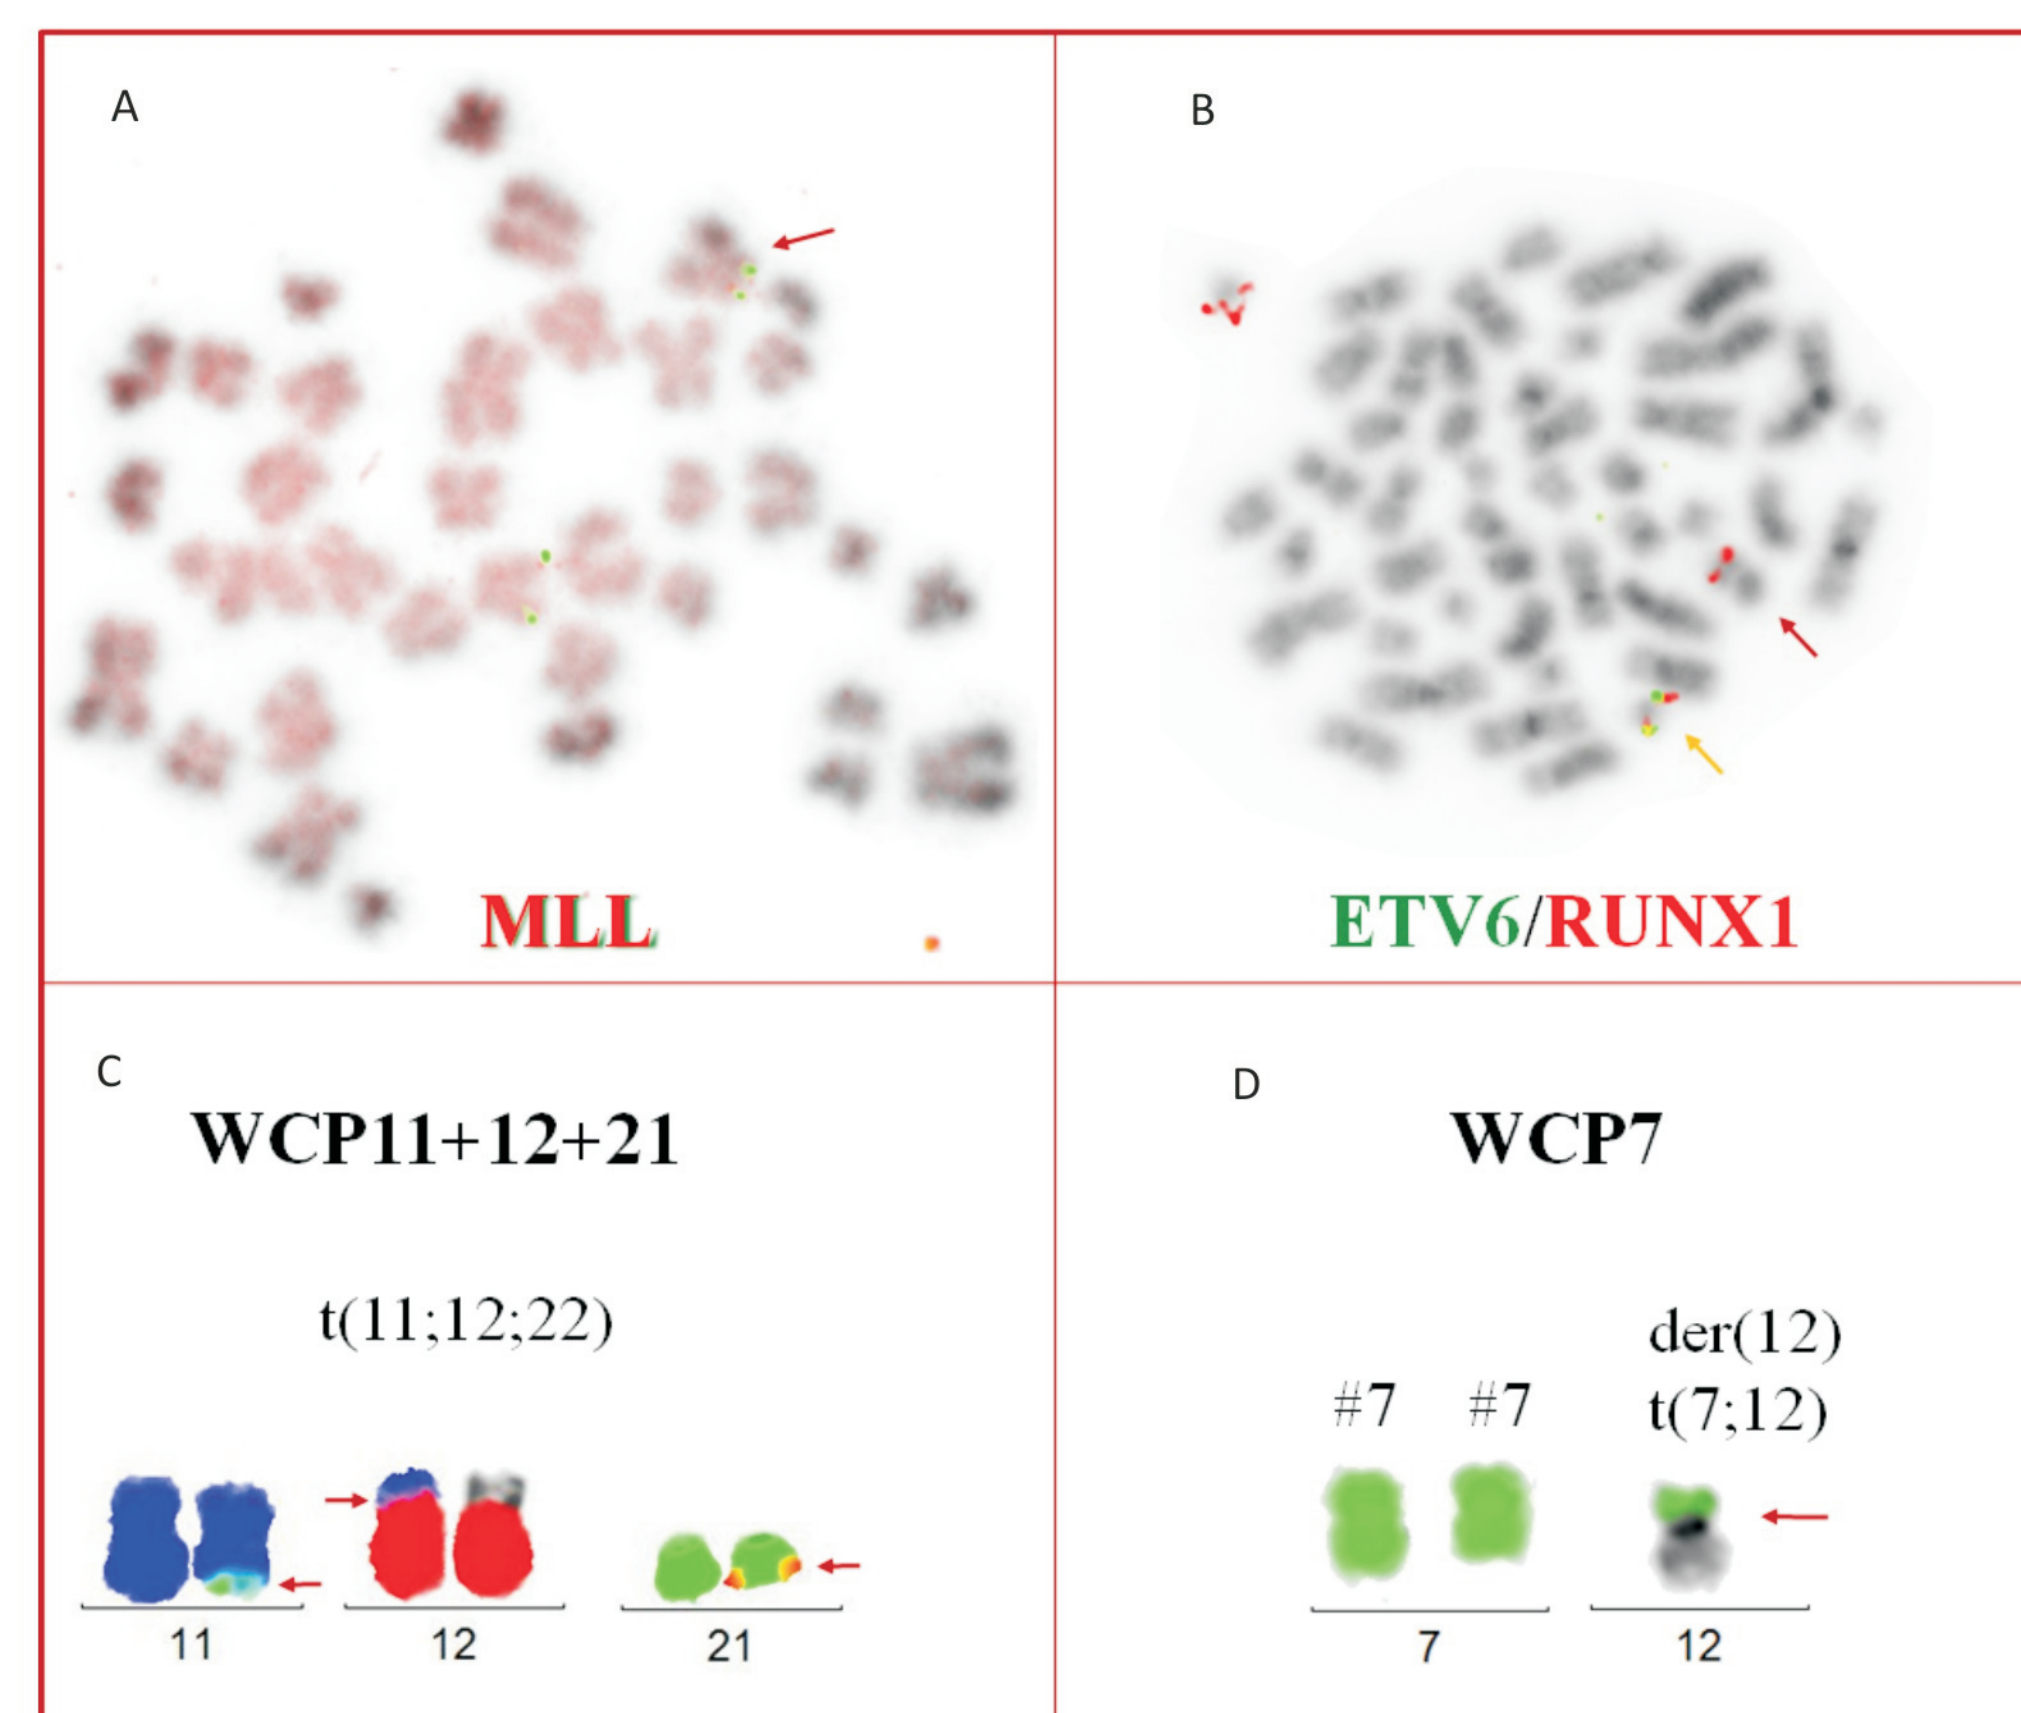 A
MLL
B
ETV6/RUNX1
C
WCP11+12+21
t(11;12;22)
11
12
21
D
WCP7
der(12)
#7
#7
t(7;12)
7
12